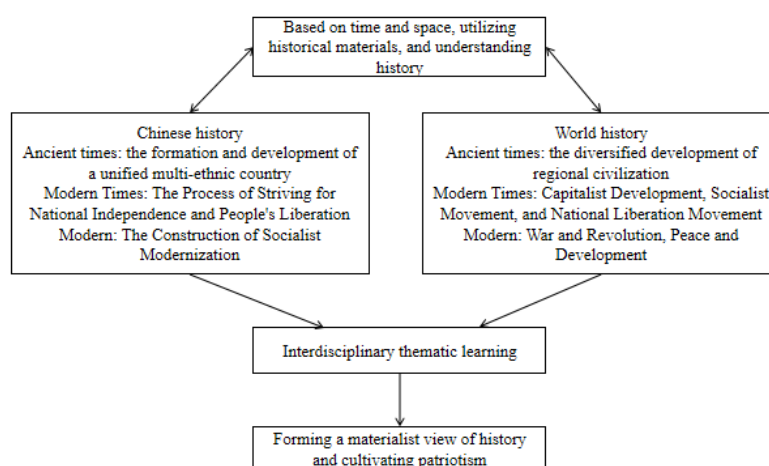 Based on time and space, utilizing
historical materials, and understanding
history
Chinese history
Ancient times: the formation and development of
a unified multi-ethnic country
Modern Times: The Process of Striving for
National Independence and People's Liberation
Modern: The Construction of Socialist
Modernization
World history
Ancient times: the diversified development of
regional civilization
Modern Times: Capitalist Development, Socialist
Movement, and National Liberation Movement
Modern: War and Revolution, Peace and
Development
Interdisciplinary thematic learning
Forming a materialist view of history
and cultivating patriotism